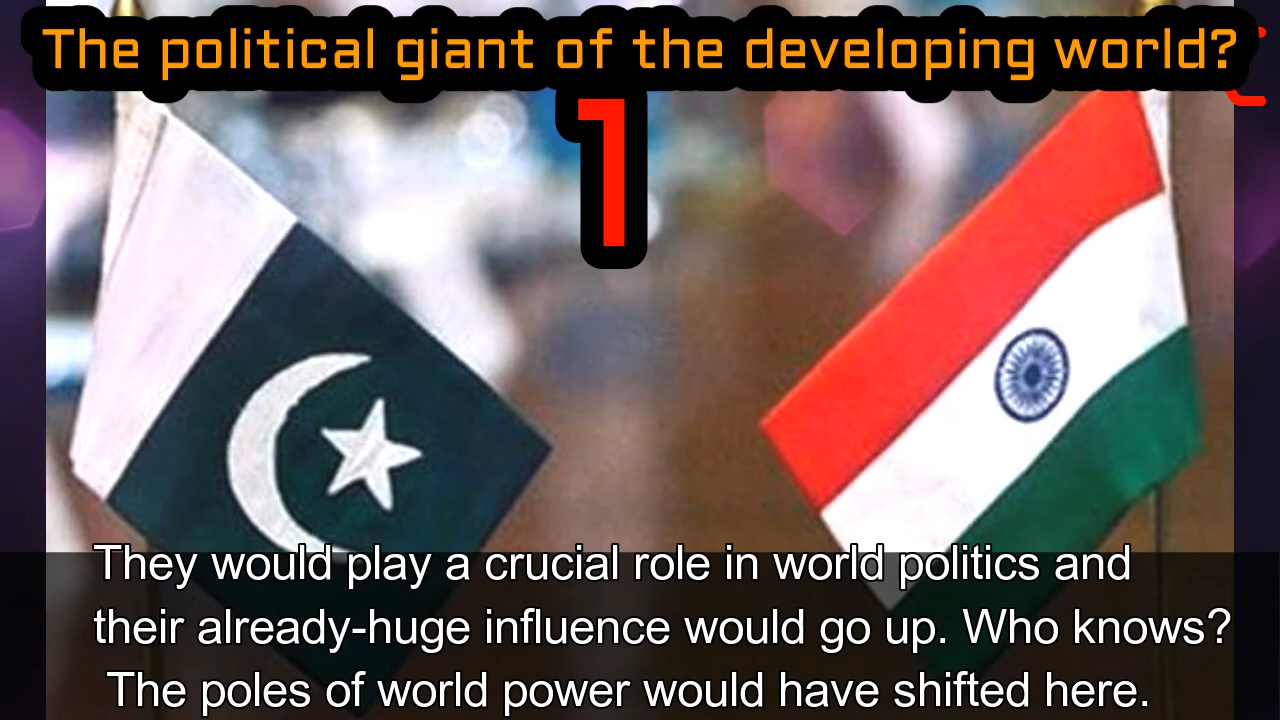 The political giant of the developing world?
1
They would play a crucial role in world politics and
their already-huge influence would go up. Who knows?
The poles of world power would have shifted here.